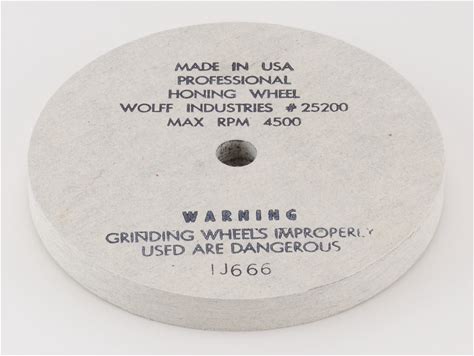 MADE IN USA
PROFESSIONAL
HONING WHEEL
WOLFF INDUSTRIES #25200
MAX RPM 4500
WARNING
GRINDING WHEELS IMPROPERLY
USED ARE DANGEROUS
1J666